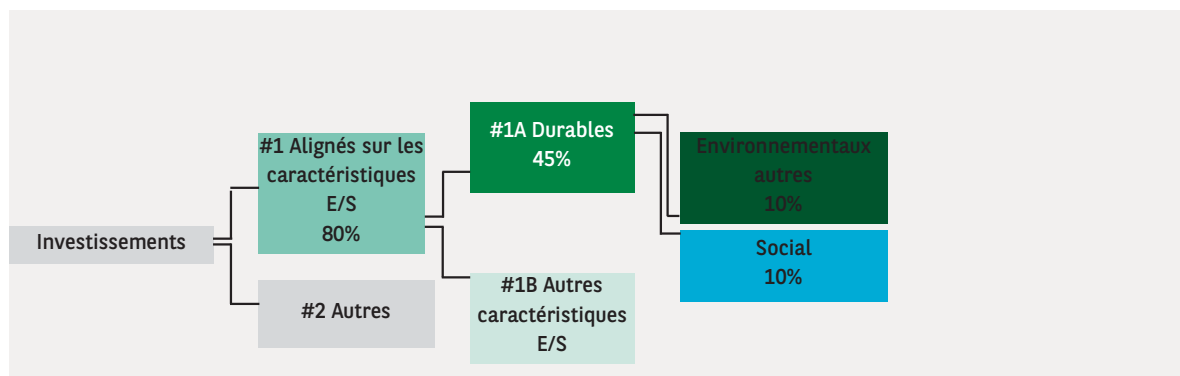 Investissements
#1 Alignés sur les
caractéristiques
E/S
80%
#2 Autres
#1A Durables
45%
#1B Autres
caractéristiques
E/S
Environnementaux
autres
10%
Social
10%